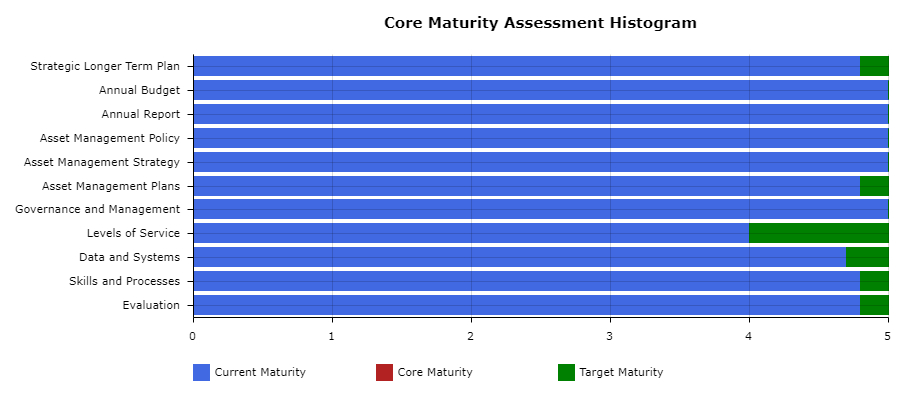 Core Maturity Assessment Histogram
Strategic Longer Term Plan
Annual Budget
Annual Report
Asset Management Policy
Asset Management Strategy
Asset Management Plans
Governance and Management
Levels of Service
Data and Systems
Skills and Processes
Evaluation
0 1 2 3 4 5
Current Maturity Core Maturity Target Maturity